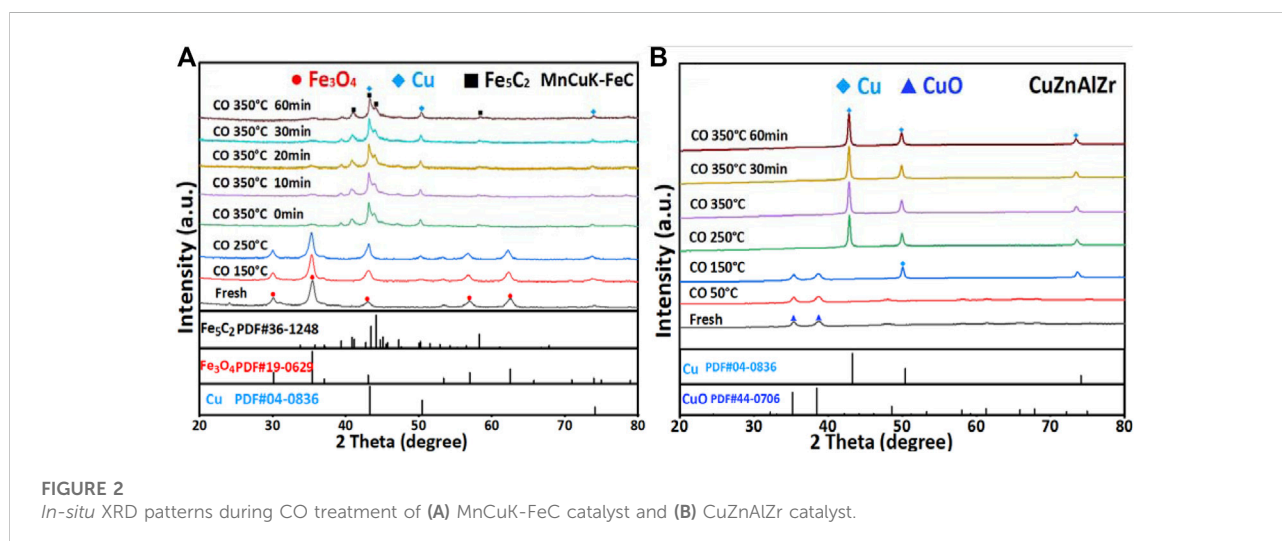 A
● Fe₃O₄ ◆ Cu ■ Fe₅C₂ MnCuK-FeC
CO 350°C 60min
CO 350°C 30min
CO 350°C 20min
CO 350°C 10min
CO 350°C 0min
CO 250°C
CO 150°C
Fresh
Fe₅C₂ PDF#36-1248
Fe₃O₄ PDF#19-0629
Cu PDF#04-0836
Intensity (a.u.)
20 30 40 50 60 70 80
2 Theta (degree)
B
◆ Cu ▲ CuO CuZnAlZr
CO 350°C 60min
CO 350°C 30min
CO 350°C
CO 250°C
CO 150°C
CO 50°C
Fresh
Cu PDF#04-0836
CuO PDF#44-0706
Intensity (a.u.)
20 30 40 50 60 70 80
2 Theta (degree)
FIGURE 2
In-situ XRD patterns during CO treatment of (A) MnCuK-FeC catalyst and (B) CuZnAlZr catalyst.